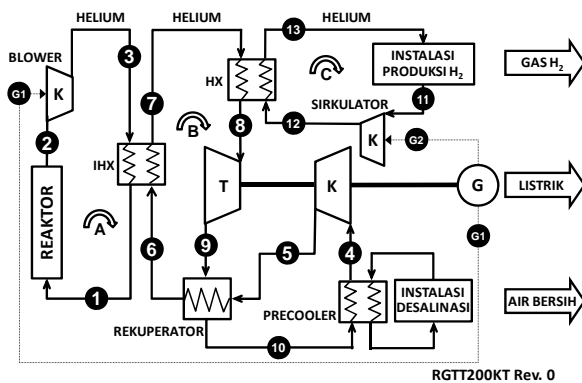 HELIUM
HELIUM
HELIUM
BLOWER
3
13
INSTALASI
PRODUKSI H₂
GAS H₂
G1
K
7
HX
C
11
SIRKULATOR
2
B
8
12
K
G2
IHX
REAKTOR
T
K
G
LISTRIK
A
6
9
5
4
G1
1
REKUPERATOR
PRECOOLER
INSTALASI
DESALINASI
AIR BERSIH
10
RGTT200KT Rev. 0